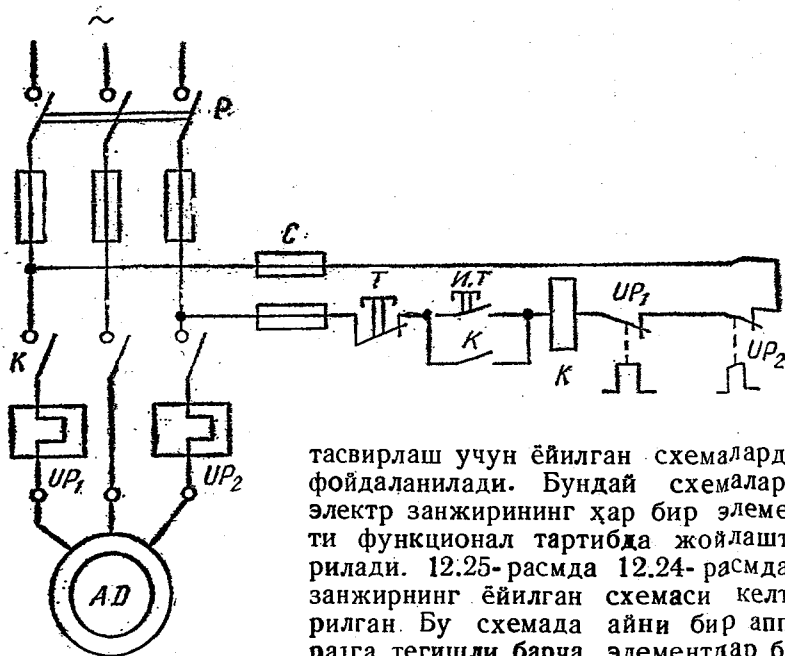 ~
P
C
T
И.Т
UP₁
K
K
UP₂
K
UP₁
UP₂
A.D
тасвирлаш учун ёйилган схемалард
фойдаланилади. Бундай схемалар
электр занжирининг ҳар бир элеме
ти функционал тартибда жойлашт
рилади. 12.25-расмда 12.24-расмда
занжирнинг ёйилган схемаси келт
рилган. Бу схемада айни бир апп
ратга тегишли барча элементлар б